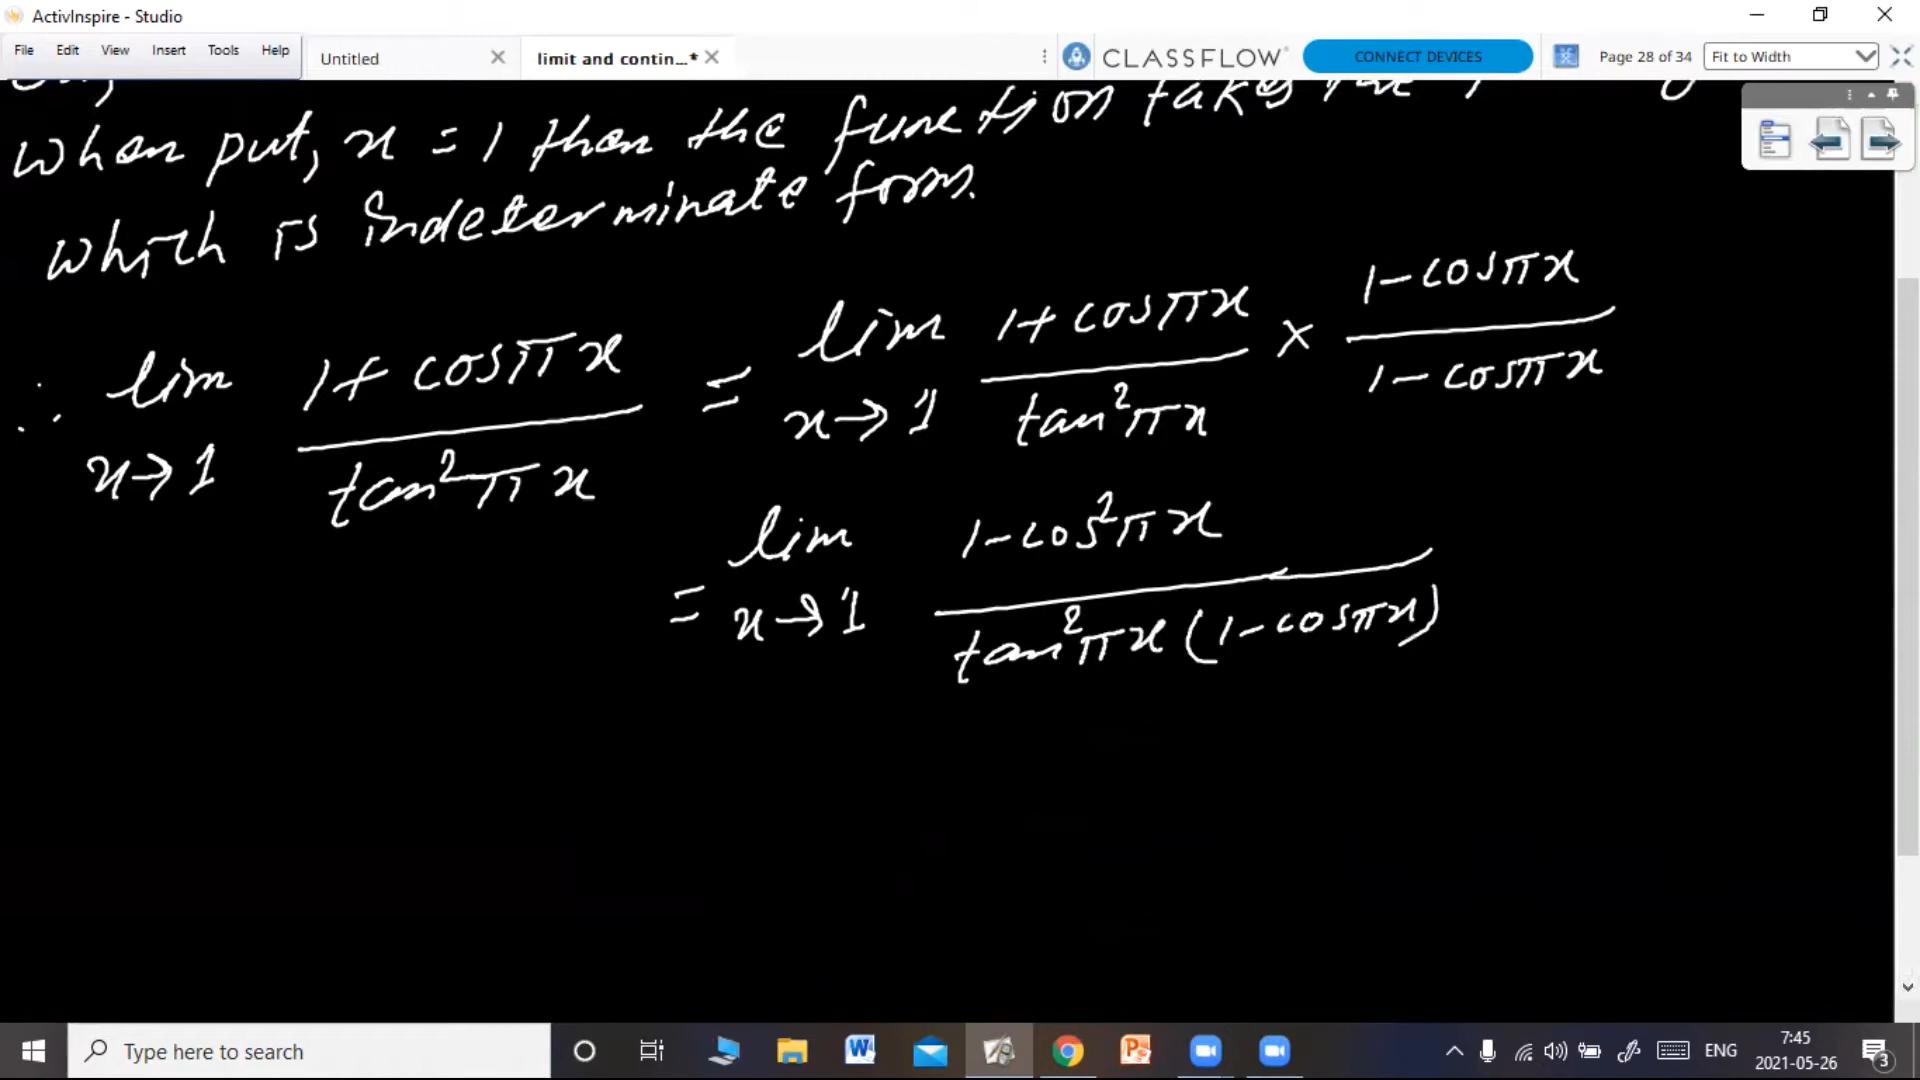 ActivInspire - Studio
File Edit View Insert Tools Help
Untitled
limit and contin...*
CLASSFLOW
CONNECT DEVICES
Page 28 of 34
Fit to Width
When put, x = 1 then the function takes the
which is indeterminate form.
∴ lim x→1 (1 + cosπx)/(tan²πx) = lim x→1 (1 + cosπx)/(tan²πx) × (1 - cosπx)/(1 - cosπx)
= lim x→1 (1 - cos²πx)/(tan²πx (1 - cosπx))
Type here to search
ENG
7:45
2021-05-26
3